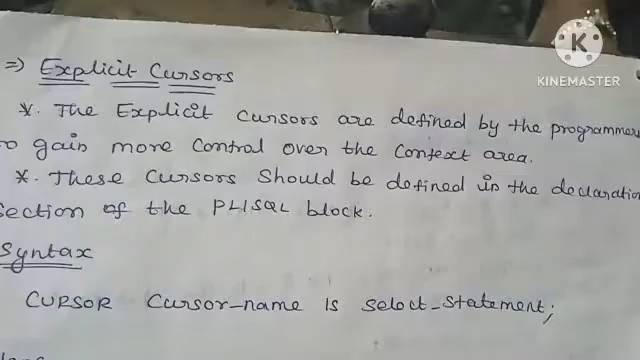 KINEMASTER
=) Explicit Cursors
*. The Explicit Cursors are defined by the programmers
to gain more control over the context area.
*. These Cursors Should be defined in the declaration
section of the PL|SQL block.
Syntax
CURSOR Cursor-name is select-statement;